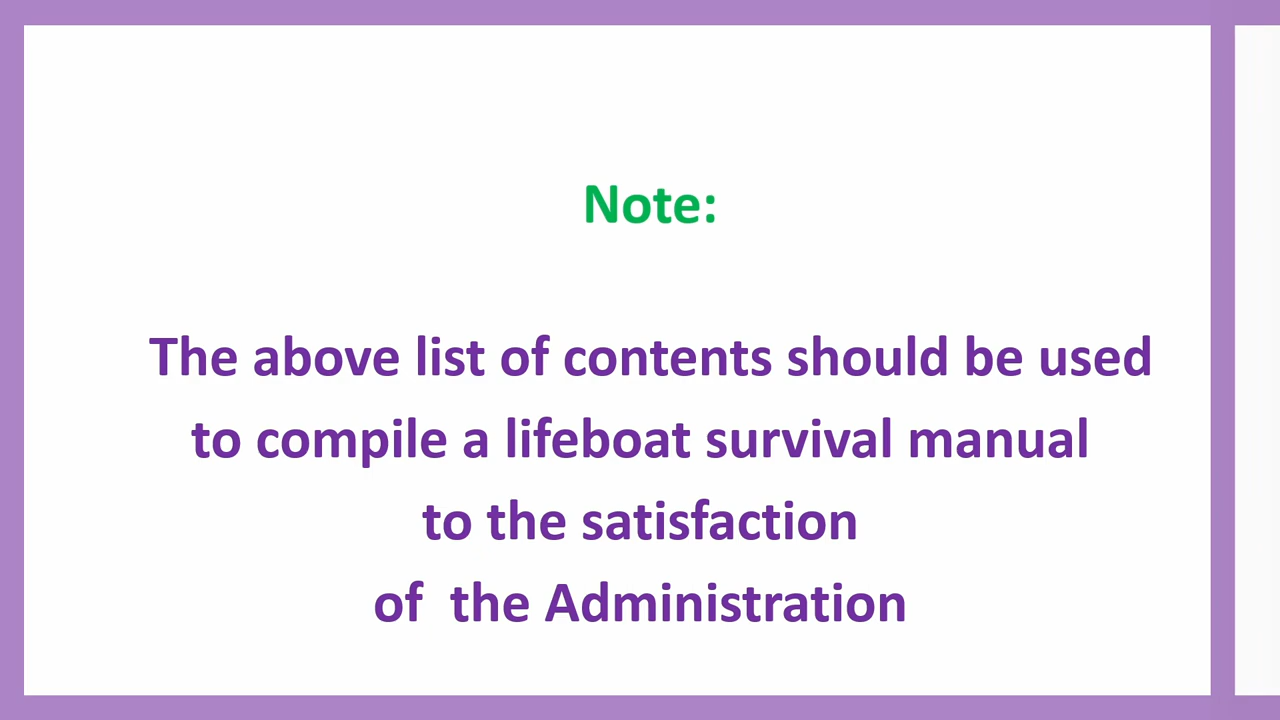 Note:
The above list of contents should be used
to compile a lifeboat survival manual
to the satisfaction
of  the Administration